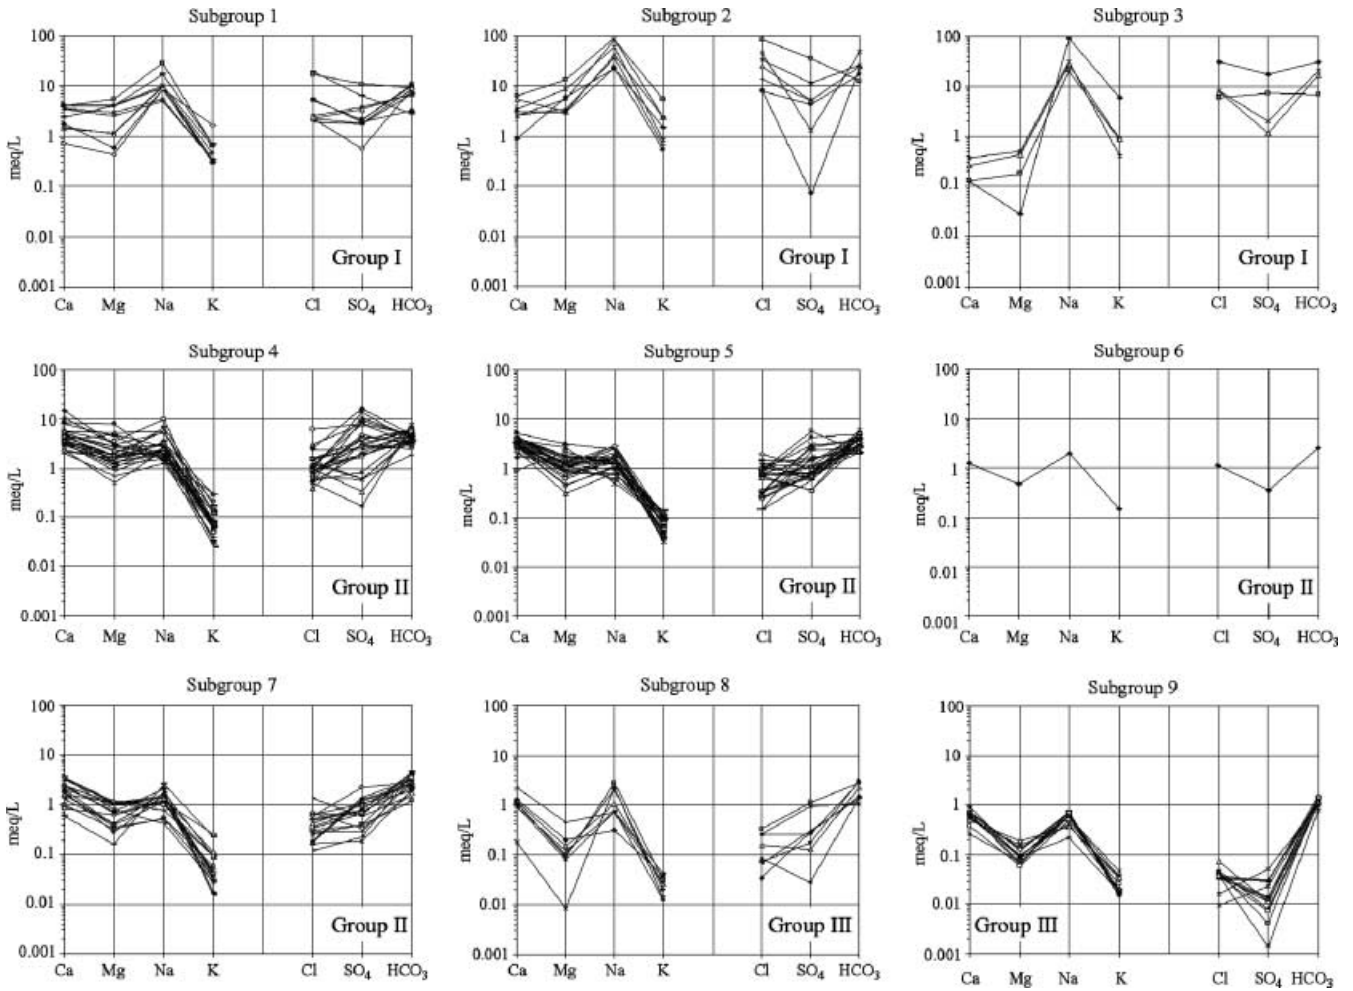 Subgroup 1
100
10
1
0.1
0.01
0.001
meq/L
Group I
Ca Mg Na K Cl SO₄ HCO₃
Subgroup 2
100
10
1
0.1
0.01
0.001
meq/L
Group I
Ca Mg Na K Cl SO₄ HCO₃
Subgroup 3
100
10
1
0.1
0.01
0.001
meq/L
Group I
Ca Mg Na K Cl SO₄ HCO₃
Subgroup 4
100
10
1
0.1
0.01
0.001
meq/L
Group II
Ca Mg Na K Cl SO₄ HCO₃
Subgroup 5
100
10
1
0.1
0.01
0.001
meq/L
Group II
Ca Mg Na K Cl SO₄ HCO₃
Subgroup 6
100
10
1
0.1
0.01
0.001
meq/L
Group II
Ca Mg Na K Cl SO₄ HCO₃
Subgroup 7
100
10
1
0.1
0.01
0.001
meq/L
Group II
Ca Mg Na K Cl SO₄ HCO₃
Subgroup 8
100
10
1
0.1
0.01
0.001
meq/L
Group III
Ca Mg Na K Cl SO₄ HCO₃
Subgroup 9
100
10
1
0.1
0.01
0.001
meq/L
Group III
Ca Mg Na K Cl SO₄ HCO₃